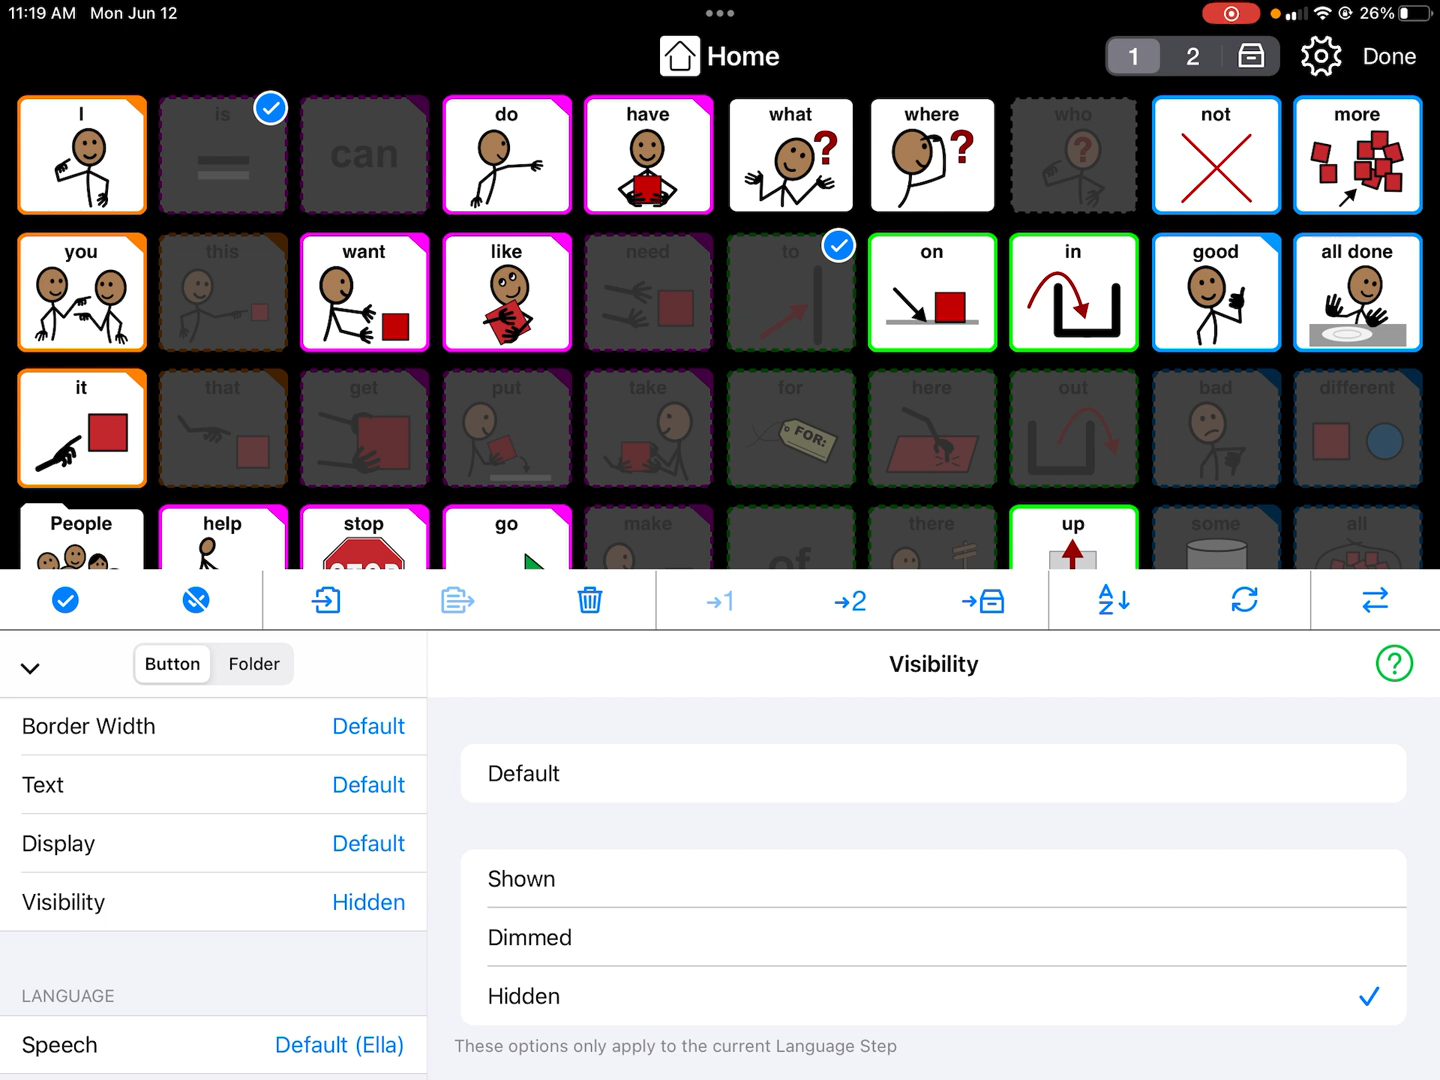 11:19 AM Mon Jun 12
26%
Home
1 2
Done
I
is
can
do
have
what
where
who
not
more
you
this
want
like
need
to
on
in
good
all done
it
that
get
put
take
for
FOR:
here
out
bad
different
People
help
stop
STOP
go
make
of
there
up
some
all
→1
→2
A
Z
Button Folder
Visibility
Border Width Default
Text Default
Display Default
Visibility Hidden
LANGUAGE
Speech Default (Ella)
Default
Shown
Dimmed
Hidden
These options only apply to the current Language Step